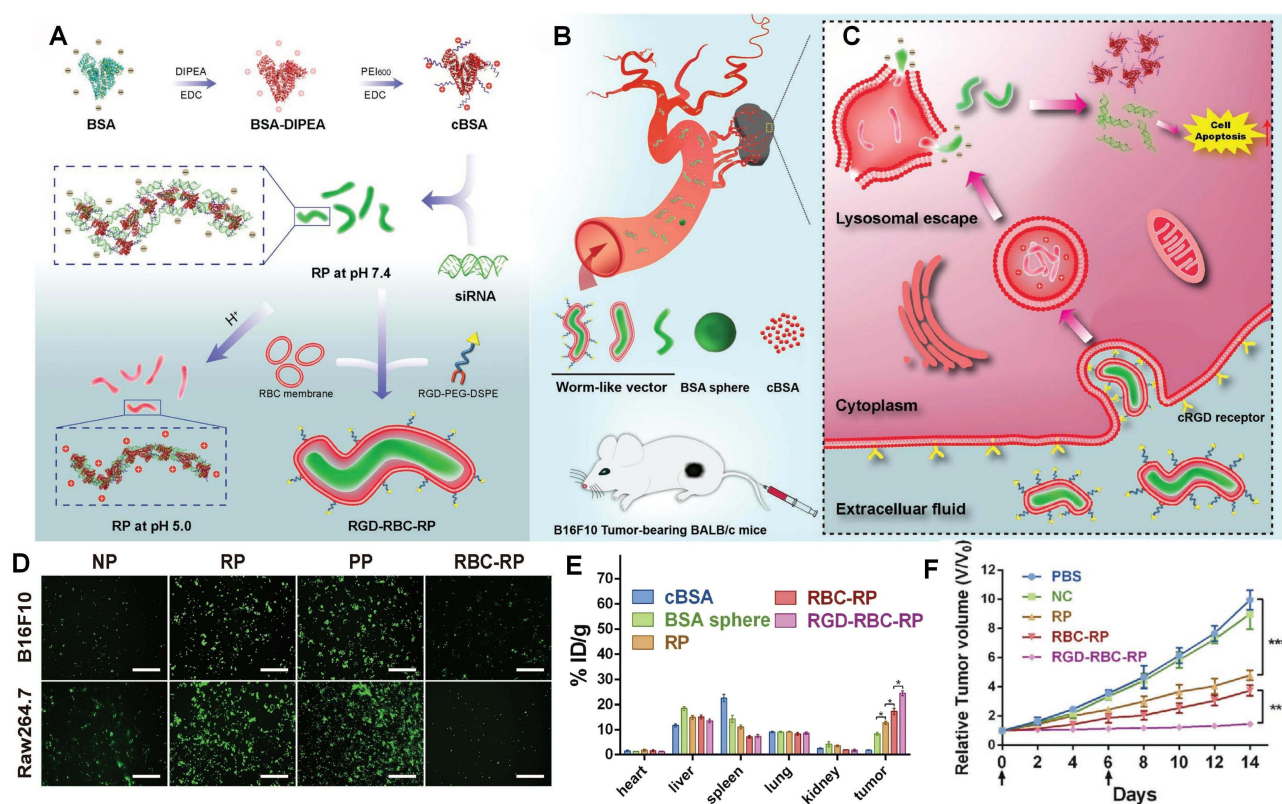 A
DIPEA
EDC
PEI600
EDC
BSA
BSA-DIPEA
cBSA
RP at pH 7.4
siRNA
H+
RBC membrane
RGD-PEG-DSPE
RP at pH 5.0
RGD-RBC-RP
B
Worm-like vector
BSA sphere
cBSA
B16F10 Tumor-bearing BALB/c mice
C
Cell
Apoptosis
Lysosomal escape
Cytoplasm
cRGD receptor
Extracelluar fluid
D
NP
RP
PP
RBC-RP
B16F10
Raw264.7
E
% ID/g
70
60
50
40
30
20
10
0
cBSA
BSA sphere
RP
RBC-RP
RGD-RBC-RP
*
*
*
heart
liver
spleen
lung
kidney
tumor
F
Relative Tumor volume (V/V0)
12
10
8
6
4
2
0
PBS
NC
RP
RBC-RP
RGD-RBC-RP
0 2 4 6 8 10 12 14
Days